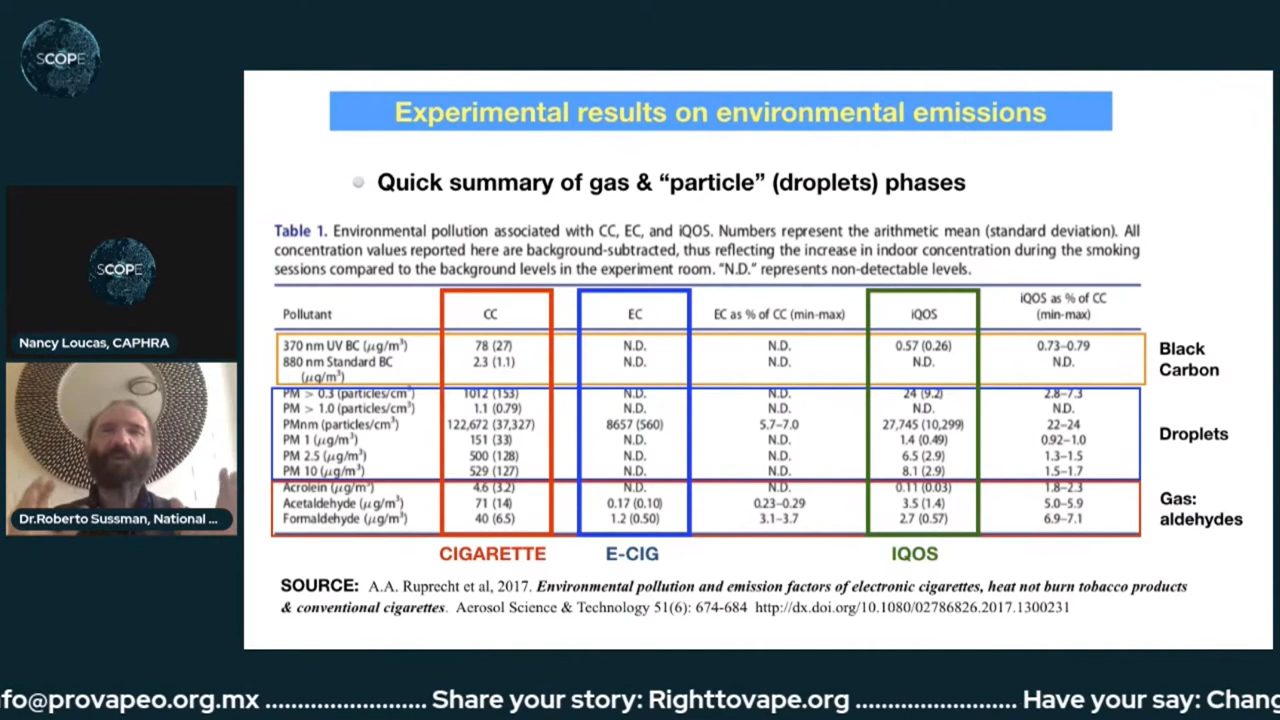 SCOPE
Experimental results on environmental emissions
Quick summary of gas & “particle” (droplets) phases
Table 1. Environmental pollution associated with CC, EC, and iQOS. Numbers represent the arithmetic mean (standard deviation). All
concentration values reported here are background-subtracted, thus reflecting the increase in indoor concentration during the smoking
sessions compared to the background levels in the experiment room. “N.D.” represents non-detectable levels.
Pollutant CC EC EC as % of CC (min-max) iQOS iQOS as % of CC (min-max)
370 nm UV BC (μg/m³) 78 (27) N.D. N.D. 0.57 (0.26) 0.73–0.79
880 nm Standard BC (μg/m³) 2.3 (1.1) N.D. N.D. N.D. N.D.
PM > 0.3 (particles/cm³) 1012 (153) N.D. N.D. 24 (9.2) 2.8–7.3
PM > 1.0 (particles/cm³) 1.1 (0.79) N.D. N.D. N.D. N.D.
PMnm (particles/cm³) 122,672 (37,327) 8657 (560) 5.7–7.0 27,745 (10,299) 22–24
PM 1 (μg/m³) 151 (33) N.D. N.D. 1.4 (0.49) 0.92–1.0
PM 2.5 (μg/m³) 500 (128) N.D. N.D. 6.5 (2.9) 1.3–1.5
PM 10 (μg/m³) 529 (127) N.D. N.D. 8.1 (2.9) 1.5–1.7
Acrolein (μg/m³) 4.6 (3.2) N.D. N.D. 0.11 (0.03) 1.8–2.3
Acetaldehyde (μg/m³) 71 (14) 0.17 (0.10) 0.23–0.29 3.5 (1.4) 5.0–5.9
Formaldehyde (μg/m³) 40 (6.5) 1.2 (0.50) 3.1–3.7 2.7 (0.57) 6.9–7.1
Black
Carbon
Droplets
Gas:
aldehydes
CIGARETTE E-CIG IQOS
SOURCE: A.A. Ruprecht et al, 2017. Environmental pollution and emission factors of electronic cigarettes, heat not burn tobacco products
& conventional cigarettes. Aerosol Science & Technology 51(6): 674-684 http://dx.doi.org/10.1080/02786826.2017.1300231
SCOPE
Nancy Loucas, CAPHRA
Dr.Roberto Sussman, National ...
nfo@provapeo.org.mx ........................ Share your story: Righttovape.org ........................ Have your say: Chang